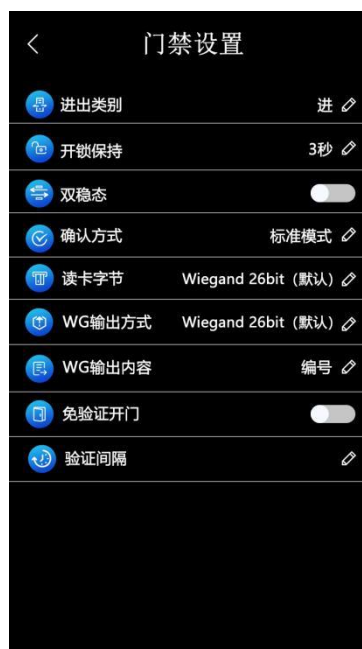 门禁设置
进出类别 进
开锁保持 3秒
双稳态
确认方式 标准模式
读卡字节 Wiegand 26bit（默认）
WG输出方式 Wiegand 26bit（默认）
WG输出内容 编号
免验证开门
验证间隔